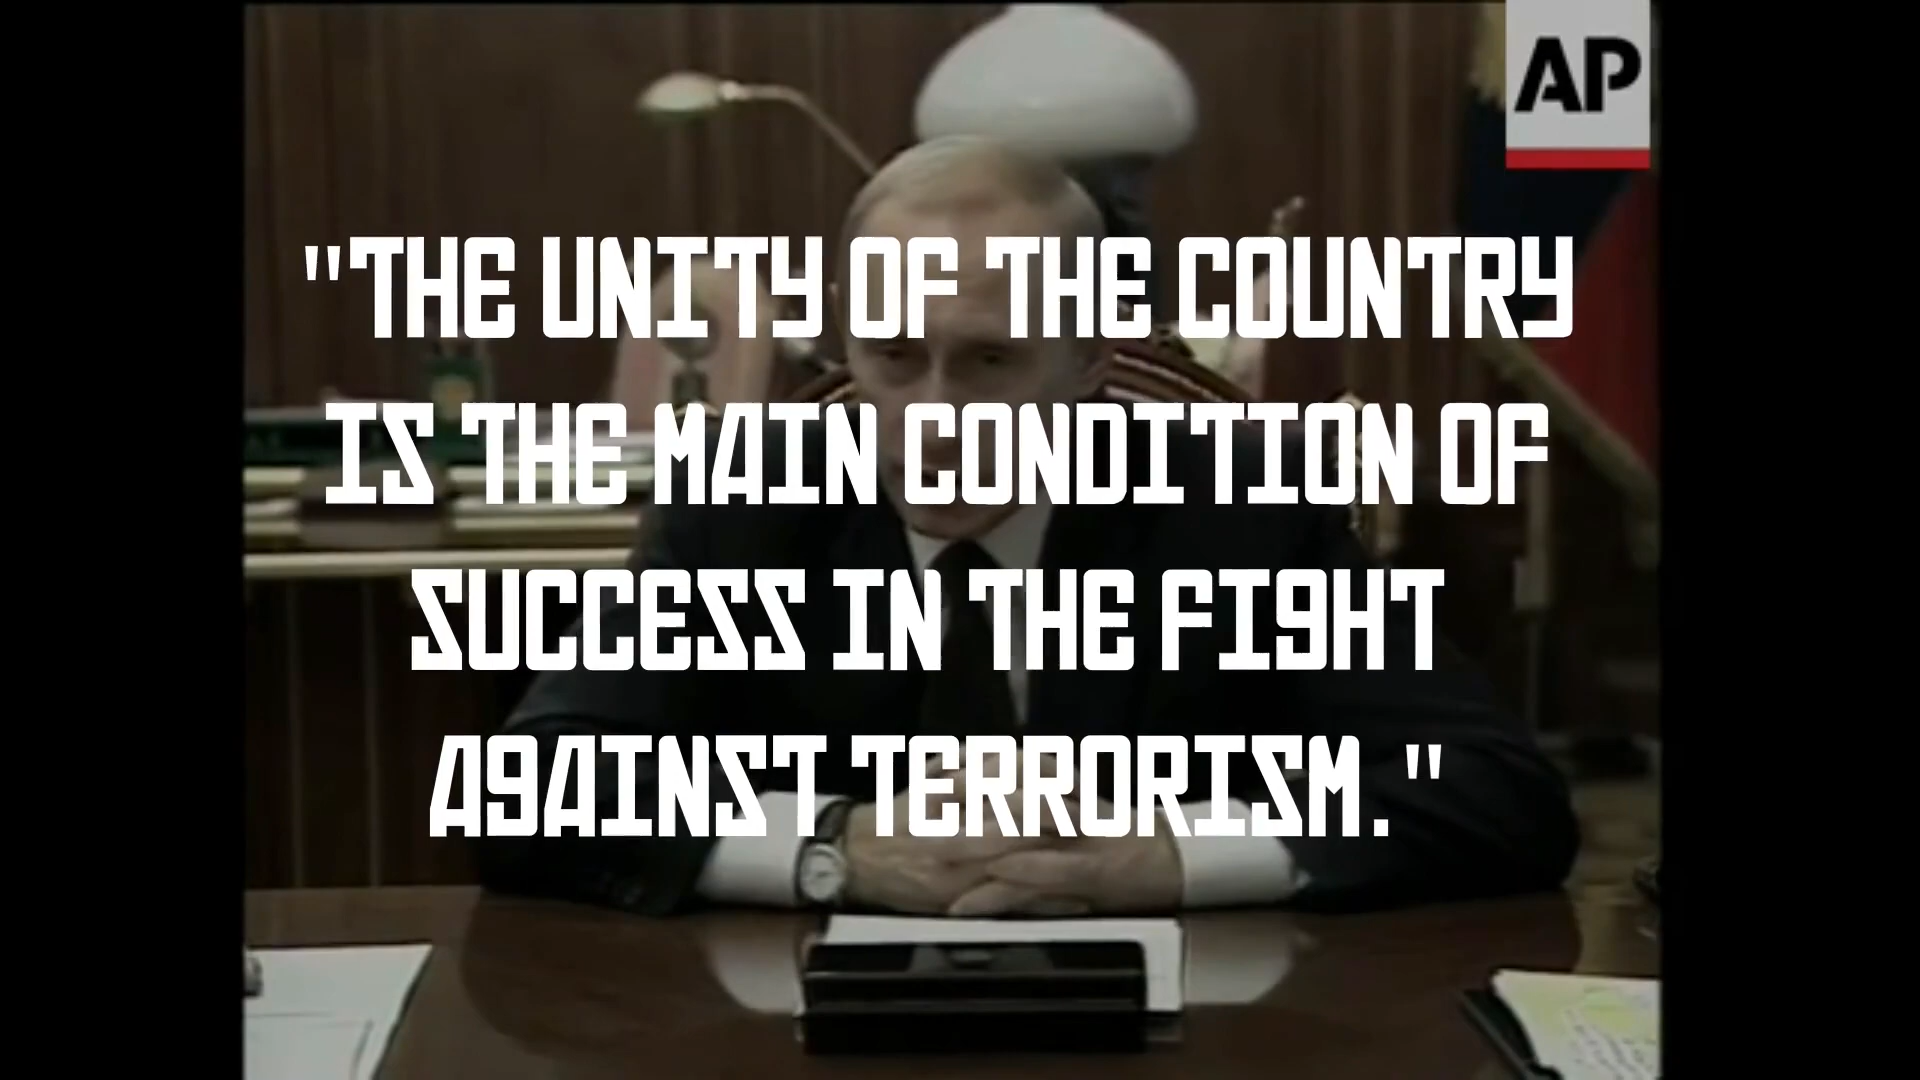 AP
"THE UNITY OF THE COUNTRY
IS THE MAIN CONDITION OF
SUCCESS IN THE FIGHT
AGAINST TERRORISM."